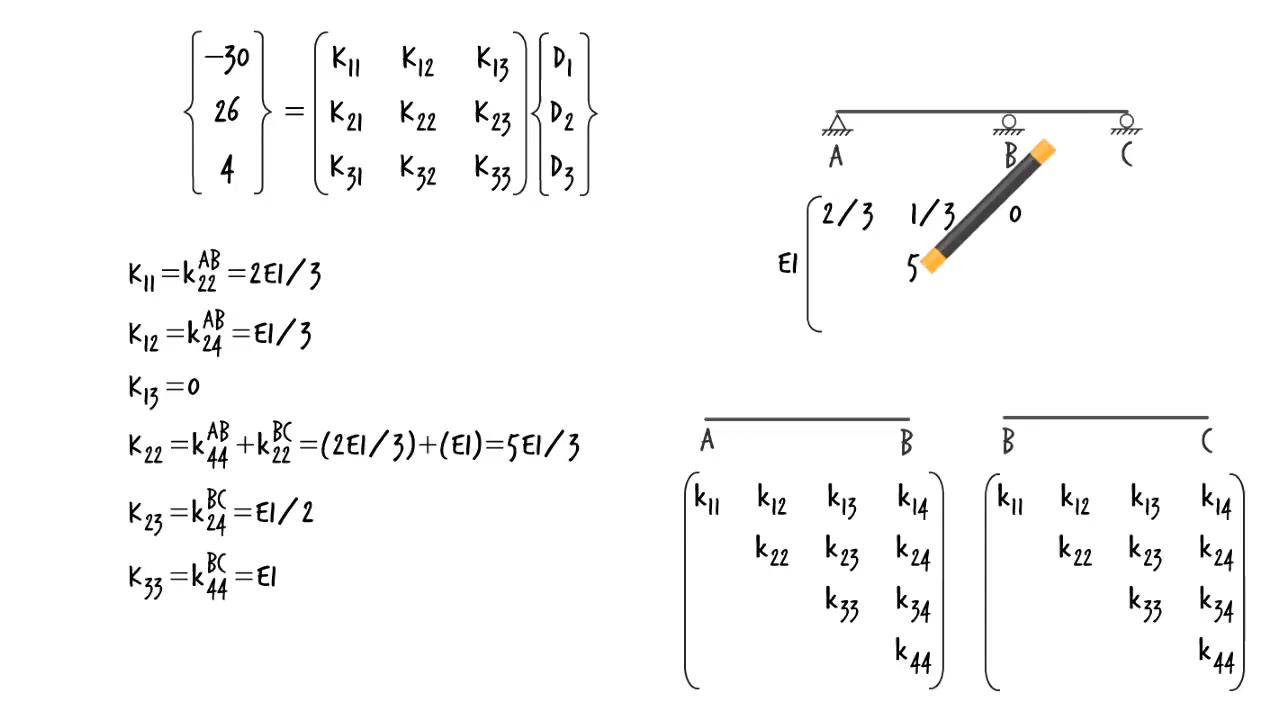 {-30} = (K11 K12 K13) {D1}
{26} (K21 K22 K23) {D2}
{4} (K31 K32 K33) {D3}
K11 = k22^AB = 2EI/3
K12 = k24^AB = EI/3
K13 = 0
K22 = k44^AB + k22^BC = (2EI/3)+(EI) = 5EI/3
K23 = k24^BC = EI/2
K33 = k44^BC = EI
A B C
2/3 1/3 0
EI 5
A B
k11 k12 k13 k14
k22 k23 k24
k33 k34
k44
B C
k11 k12 k13 k14
k22 k23 k24
k33 k34
k44